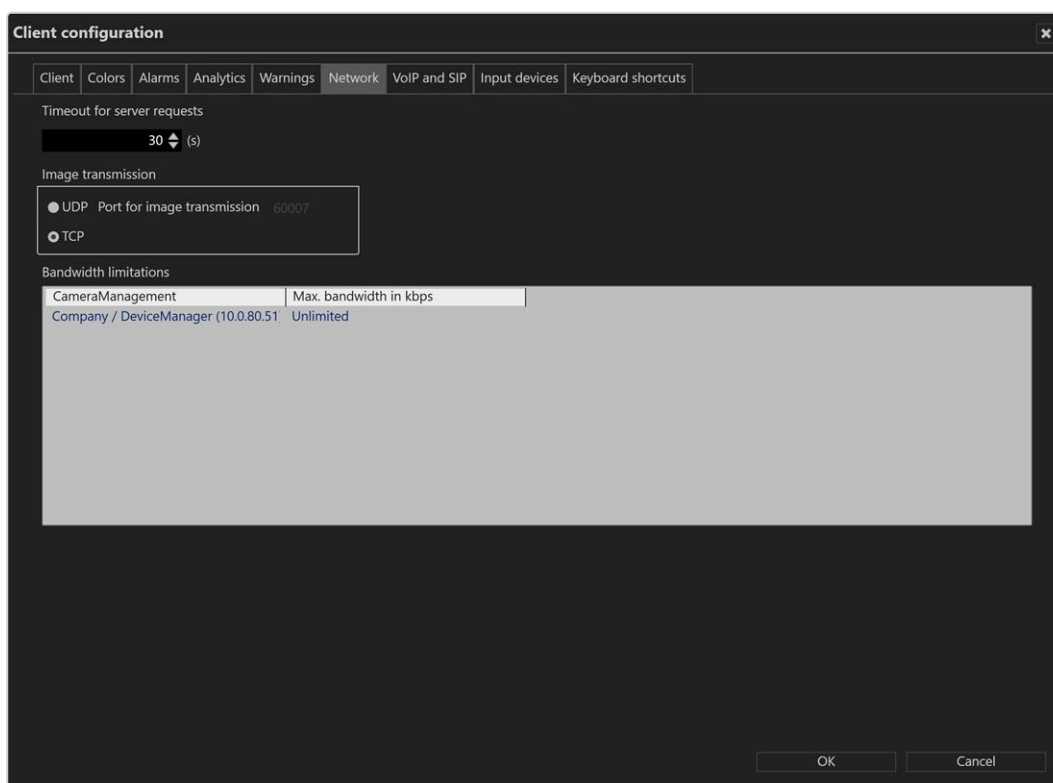 Client configuration
Client Colors Alarms Analytics Warnings Network VoIP and SIP Input devices Keyboard shortcuts
Timeout for server requests
30 (s)
Image transmission
UDP Port for image transmission 60007
TCP
Bandwidth limitations
CameraManagement Max. bandwidth in kbps
Company / DeviceManager (10.0.80.51 Unlimited
OK Cancel